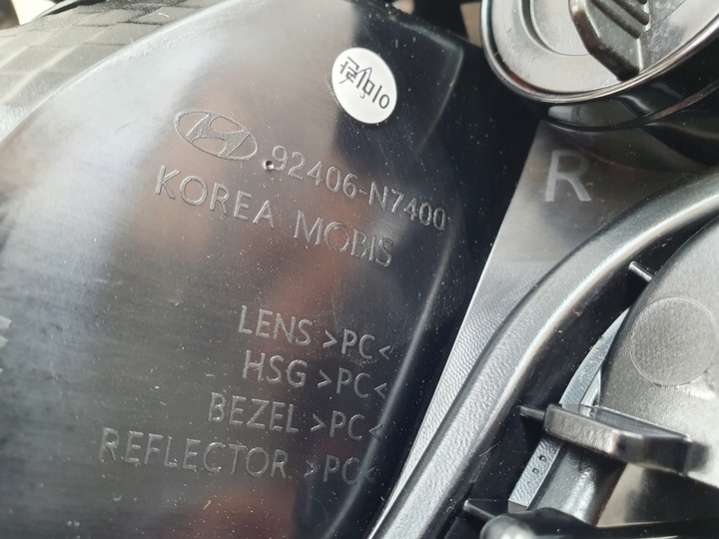 92406-N7400
KOREA MOBIS
R
LENS >PC<
HSG >PC<
BEZEL >PC<
REFLECTOR >PC<